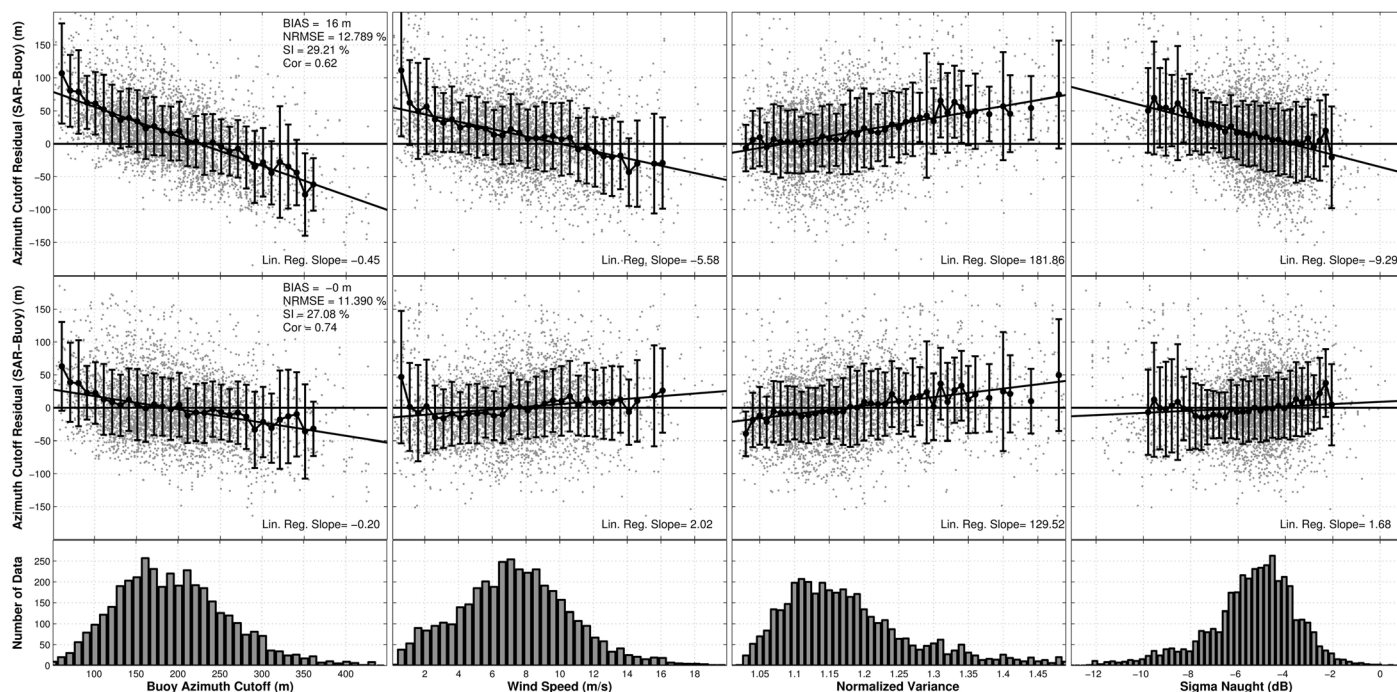 BIAS = 16 m
NRMSE = 12.789 %
SI = 29.21 %
Cor = 0.62
Azimuth Cutoff Residual (SAR-Buoy) (m)
150
100
50
0
−50
−100
−150
Lin. Reg. Slope= −0.45
Lin. Reg. Slope= −5.58
Lin. Reg. Slope= 181.86
Lin. Reg. Slope= −9.29
BIAS = −0 m
NRMSE = 11.390 %
SI = 27.08 %
Cor = 0.74
Azimuth Cutoff Residual (SAR-Buoy) (m)
150
100
50
0
−50
−100
−150
Lin. Reg. Slope= −0.20
Lin. Reg. Slope= 2.02
Lin. Reg. Slope= 129.52
Lin. Reg. Slope= 1.68
Number of Data
250
200
150
100
50
0
100 150 200 250 300 350 400
2 4 6 8 10 12 14 16 18
1.05 1.1 1.15 1.2 1.25 1.3 1.35 1.4 1.45
−12 −10 −8 −6 −4 −2 0
Buoy Azimuth Cutoff (m)
Wind Speed (m/s)
Normalized Variance
Sigma Naught (dB)